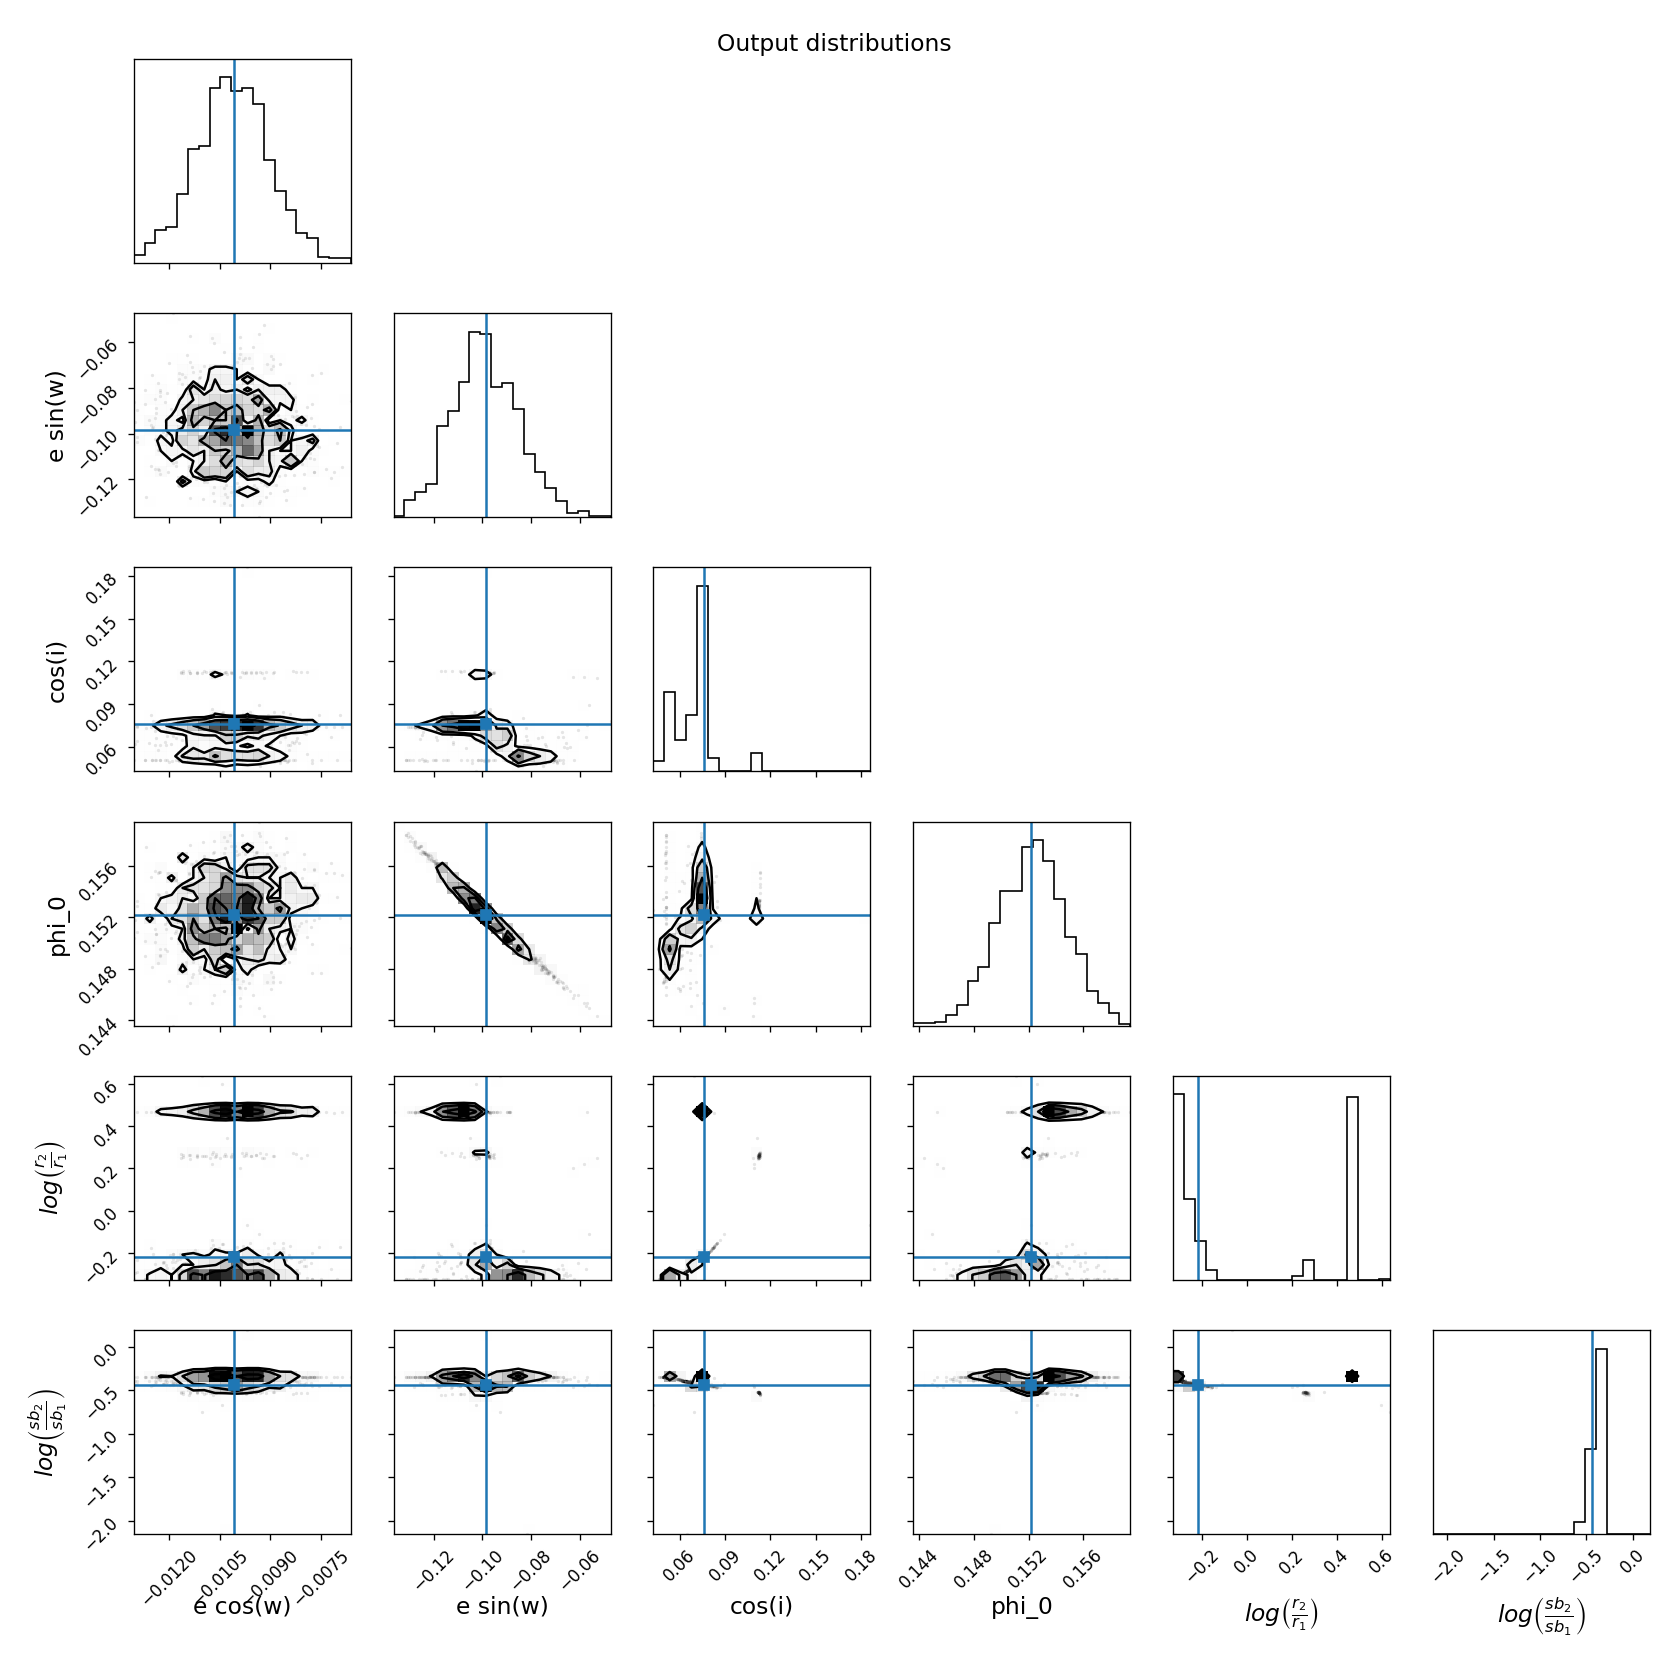 Output distributions
e sin(w)
−0.06
−0.08
−0.10
−0.12
cos(i)
0.18
0.15
0.12
0.09
0.06
phi_0
0.156
0.152
0.148
0.144
log(r₂/r₁)
0.6
0.4
0.2
0.0
−0.2
log(sb₂/sb₁)
0.0
−0.5
−1.0
−1.5
−2.0
−0.0120 −0.0105 −0.0090 −0.0075
−0.12 −0.10 −0.08 −0.06
0.06 0.09 0.12 0.15 0.18
0.144 0.148 0.152 0.156
−0.2 0.0 0.2 0.4 0.6
−2.0 −1.5 −1.0 −0.5 0.0
e cos(w)
e sin(w)
cos(i)
phi_0
log(r₂/r₁)
log(sb₂/sb₁)